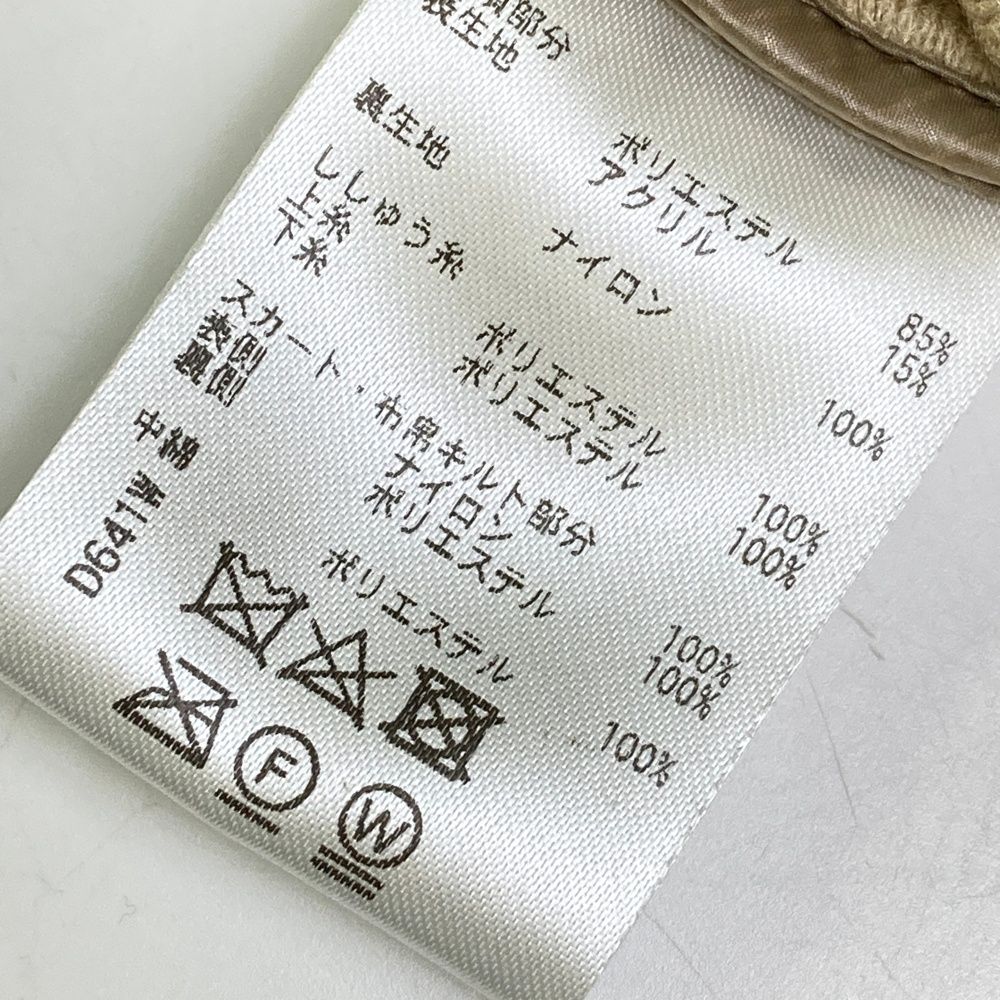 部分
表生地
ポリエステル 85%
アクリル 15%
裏生地
ナイロン 100%
ししゅう糸
上糸 ポリエステル 100%
下糸 ポリエステル 100%
スカート・布帛キルト部分
表側 ナイロン 100%
裏側 ポリエステル 100%
中綿
ポリエステル 100%
D641W
F
W